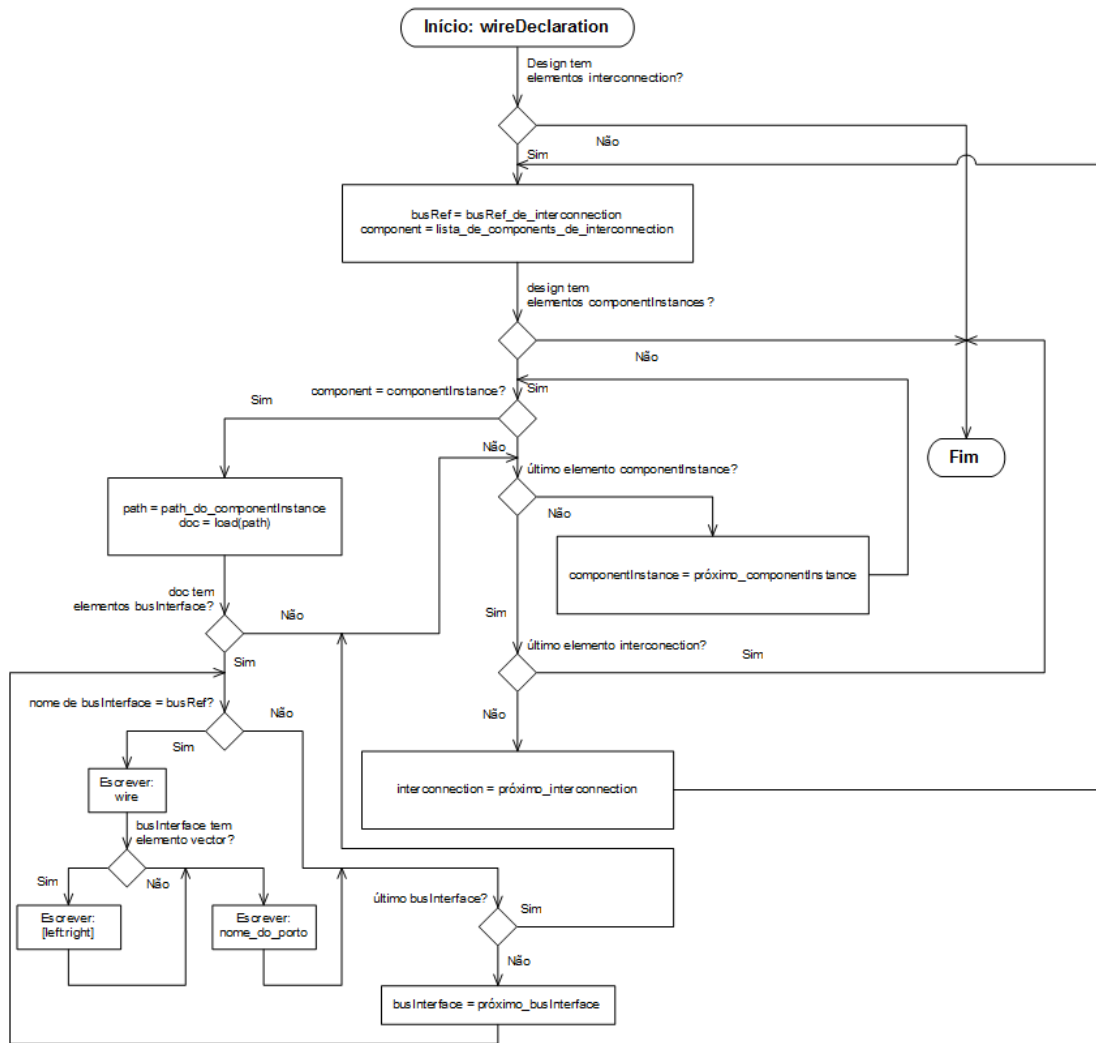 Início: wireDeclaration
Design tem
elementos interconnection?
Não
Sim
busRef = busRef_de_interconnection
component = lista_de_components_de_interconnection
design tem
elementos componentInstances?
Não
Sim
component = componentInstance?
Sim
Não
Fim
último elemento componentInstance?
path = path_do_componentInstance
doc = load(path)
Não
componentInstance = próximo_componentInstance
doc tem
elementos busInterface?
Não
Sim
Sim
último elemento interconection?
Sim
nome de busInterface = busRef?
Não
Não
Sim
Escrever:
wire
interconnection = próximo_interconnection
busInterface tem
elemento vector?
Sim
Não
último busInterface?
Sim
Escrever:
[left:right]
Escrever:
nome_do_porto
Não
busInterface = próximo_busInterface